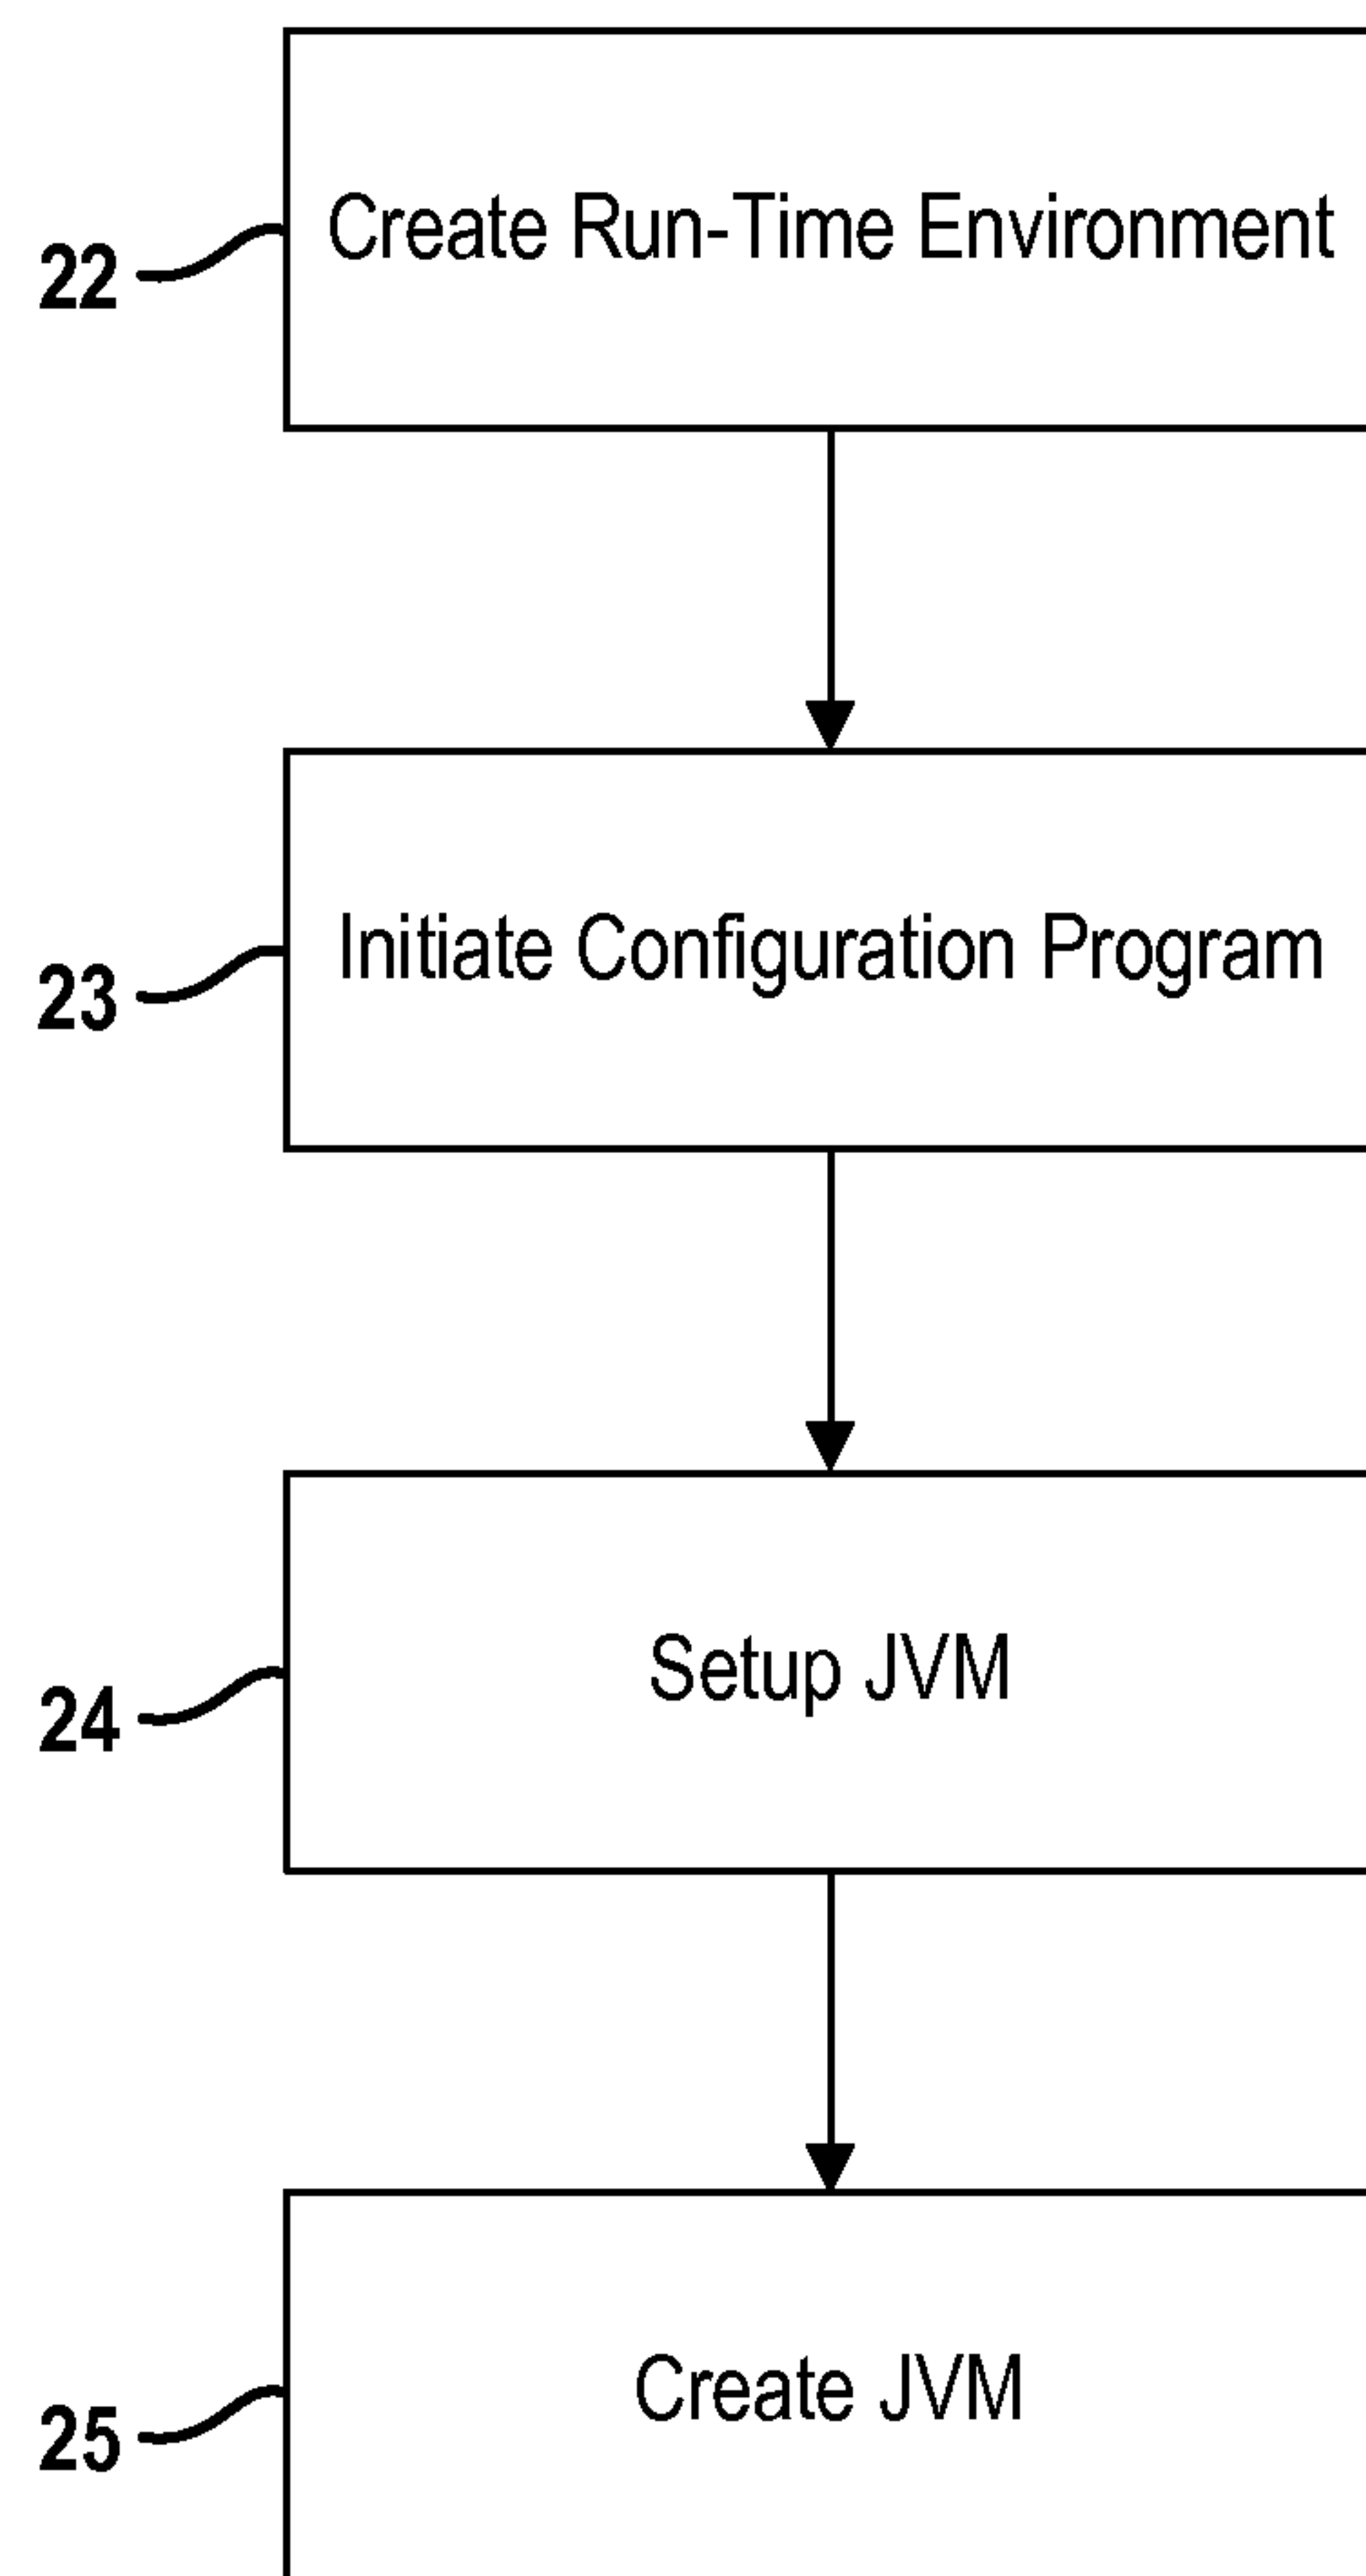 Create Run-Time Environment
22
Initiate Configuration Program
23
Setup JVM
24
Create JVM
25